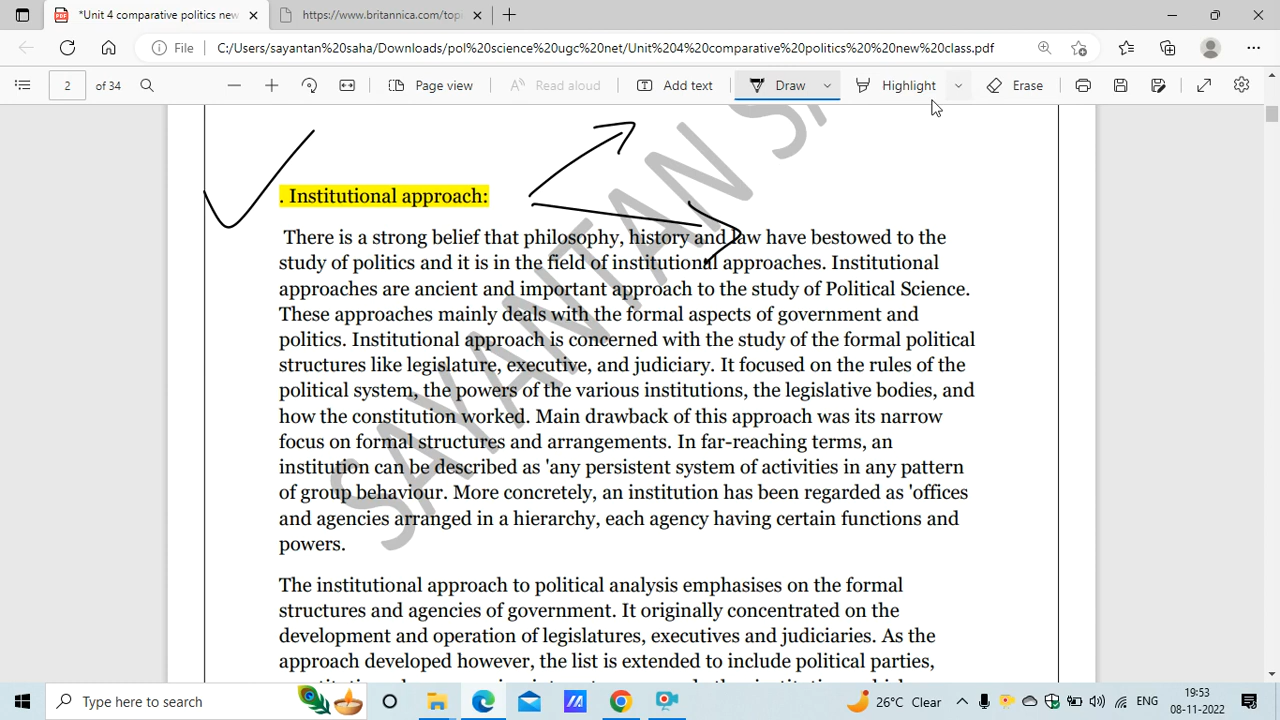 *Unit 4 comparative politics new
https://www.britannica.com/top
File
C:/Users/sayantan%20saha/Downloads/pol%20science%20ugc%20net/Unit%204%20comparative%20politics%20%20new%20class.pdf
2 of 34
Page view
Read aloud
Add text
Draw
Highlight
Erase
SAYANTAN SA
. Institutional approach:
There is a strong belief that philosophy, history and law have bestowed to the
study of politics and it is in the field of institutional approaches. Institutional
approaches are ancient and important approach to the study of Political Science.
These approaches mainly deals with the formal aspects of government and
politics. Institutional approach is concerned with the study of the formal political
structures like legislature, executive, and judiciary. It focused on the rules of the
political system, the powers of the various institutions, the legislative bodies, and
how the constitution worked. Main drawback of this approach was its narrow
focus on formal structures and arrangements. In far-reaching terms, an
institution can be described as 'any persistent system of activities in any pattern
of group behaviour. More concretely, an institution has been regarded as 'offices
and agencies arranged in a hierarchy, each agency having certain functions and
powers.
The institutional approach to political analysis emphasises on the formal
structures and agencies of government. It originally concentrated on the
development and operation of legislatures, executives and judiciaries. As the
approach developed however, the list is extended to include political parties,
Type here to search
26°C Clear
ENG
19:53
08-11-2022